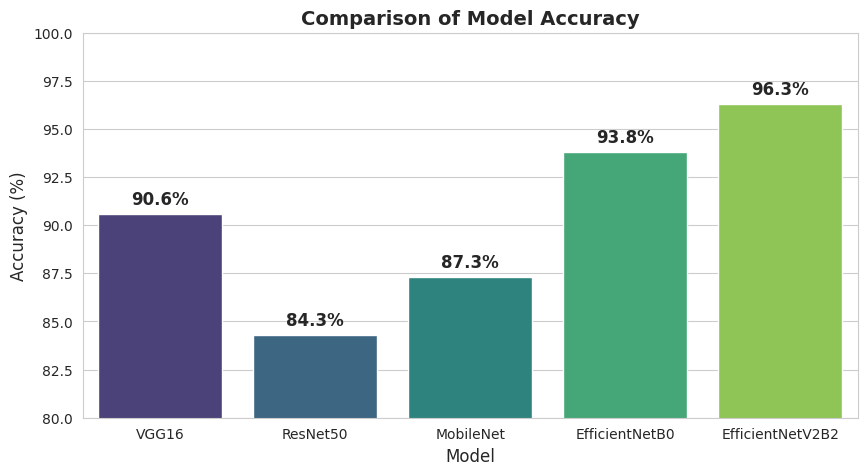 Comparison of Model Accuracy
Accuracy (%)
100.0
97.5
95.0
92.5
90.0
87.5
85.0
82.5
80.0
90.6%
84.3%
87.3%
93.8%
96.3%
VGG16
ResNet50
MobileNet
EfficientNetB0
EfficientNetV2B2
Model